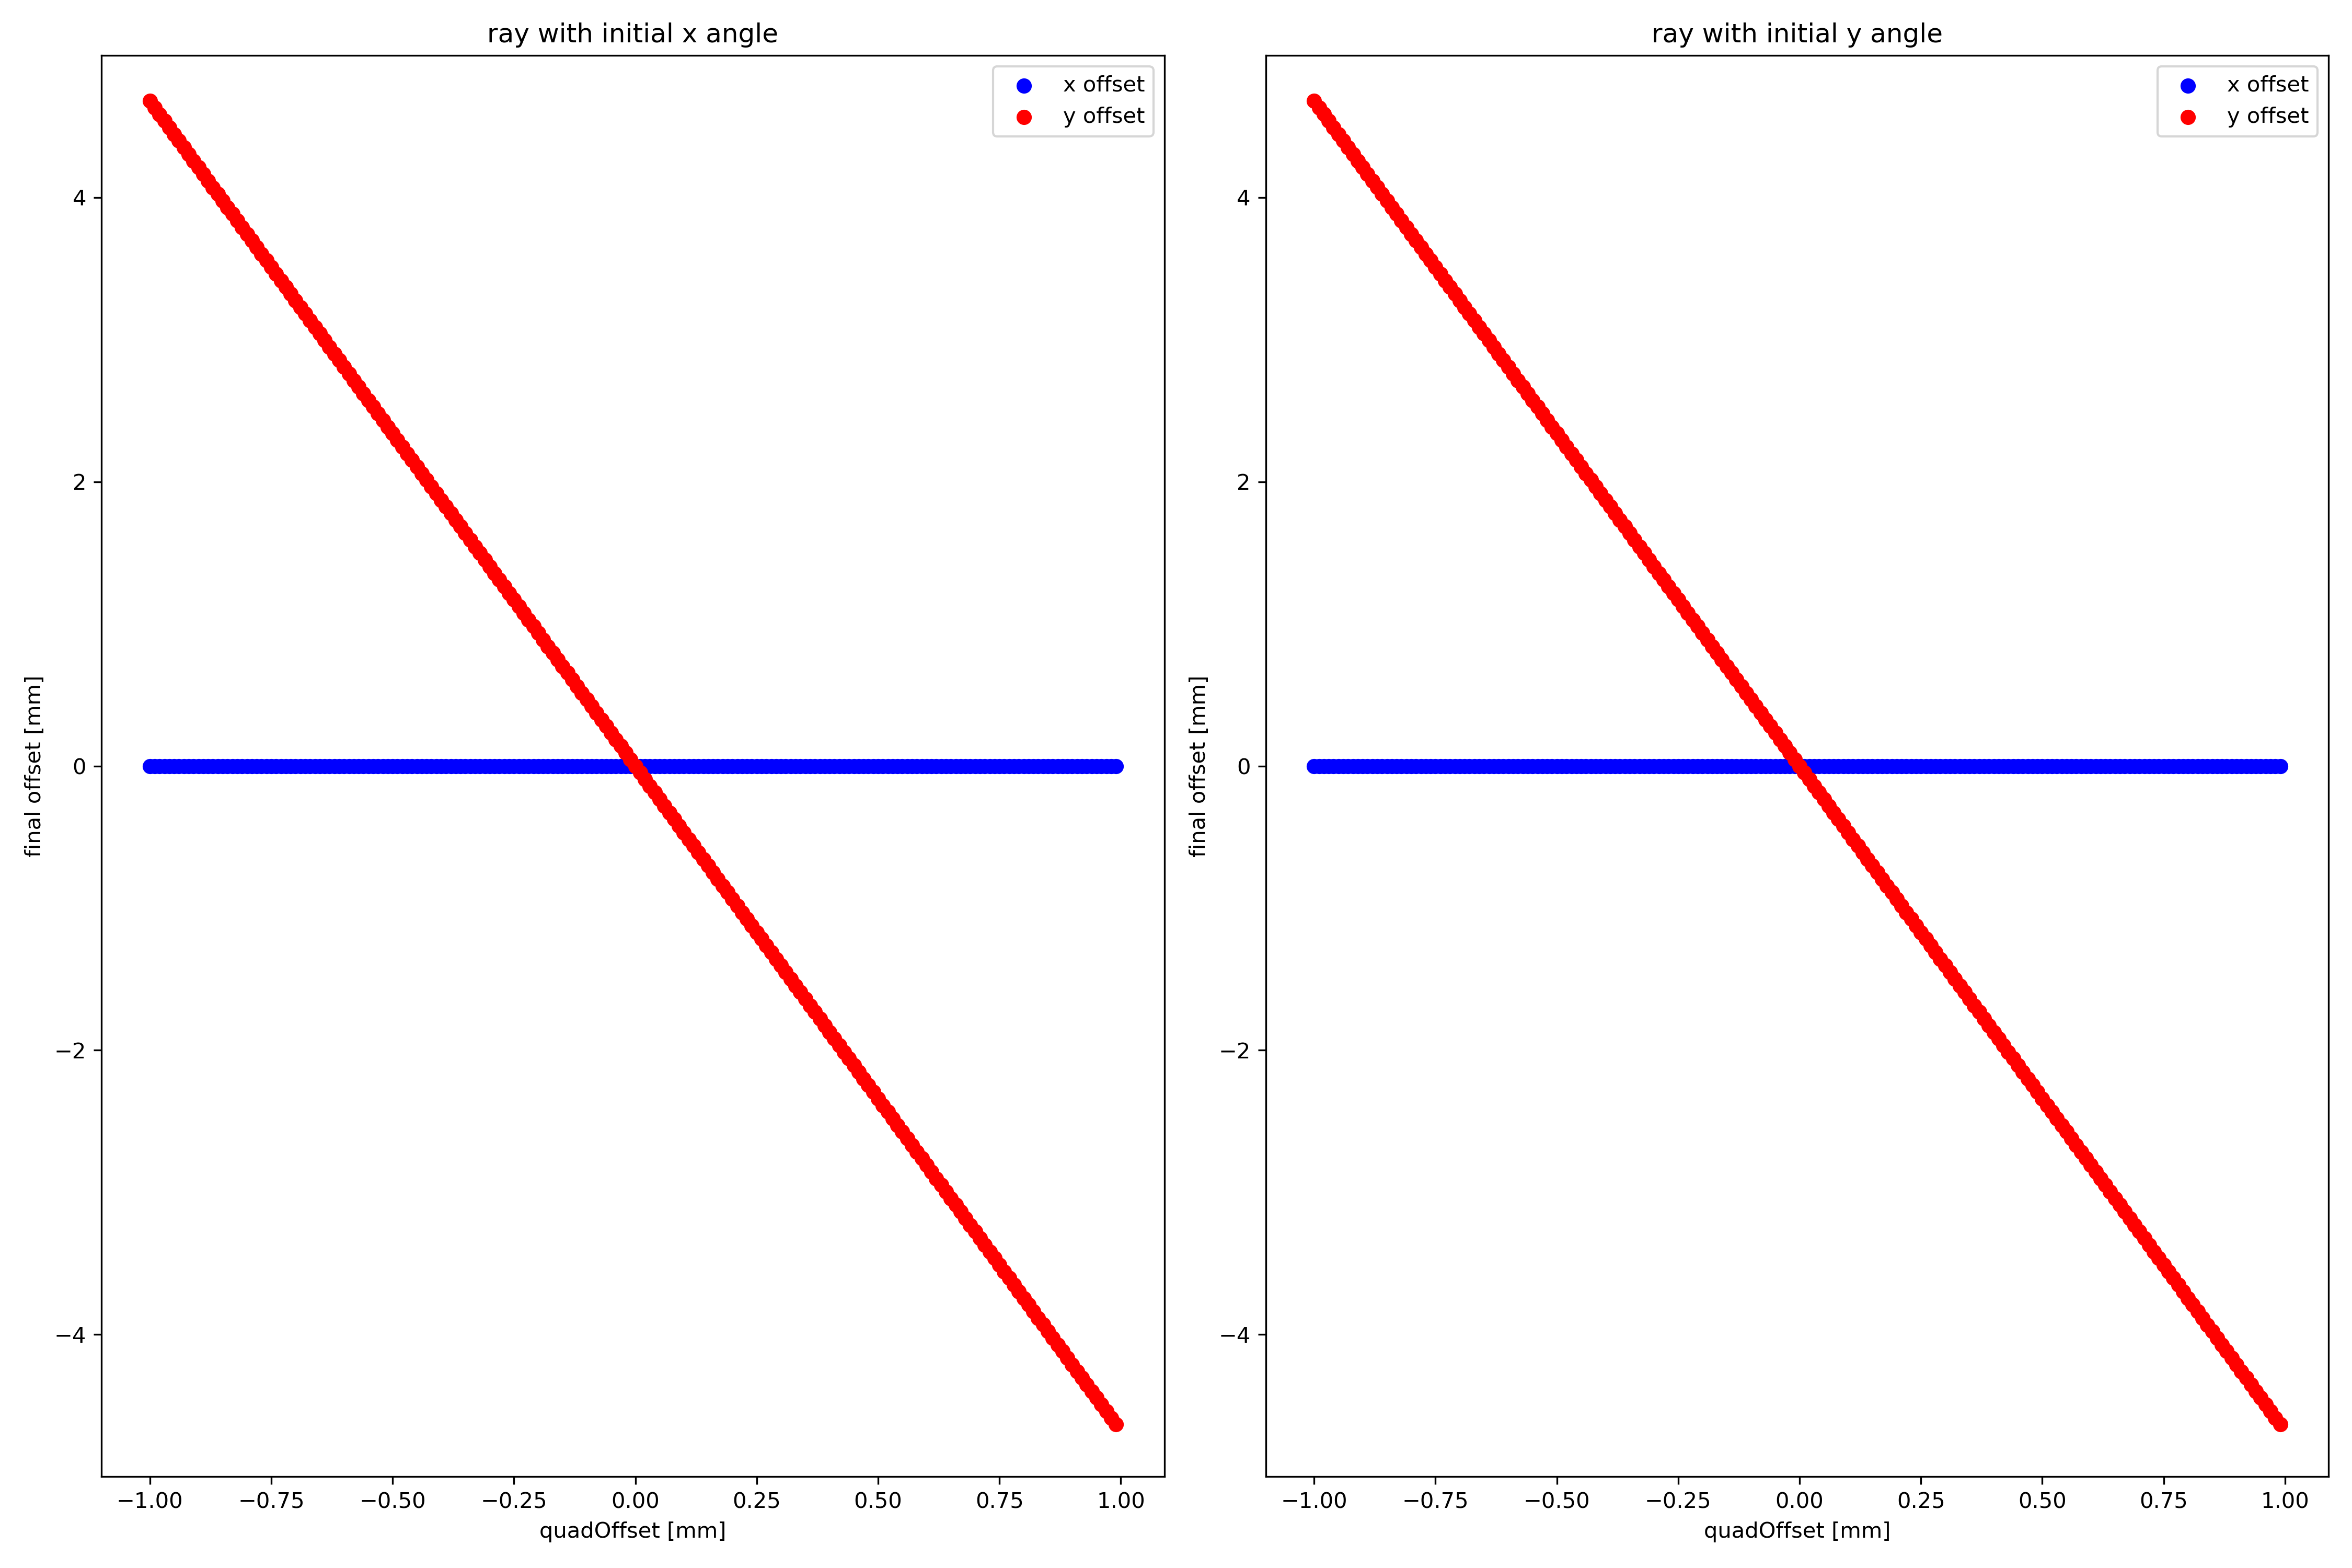 ray with initial x angle
x offset
y offset
4
2
0
−2
−4
final offset [mm]
−1.00 −0.75 −0.50 −0.25 0.00 0.25 0.50 0.75 1.00
quadOffset [mm]
ray with initial y angle
x offset
y offset
4
2
0
−2
−4
final offset [mm]
−1.00 −0.75 −0.50 −0.25 0.00 0.25 0.50 0.75 1.00
quadOffset [mm]